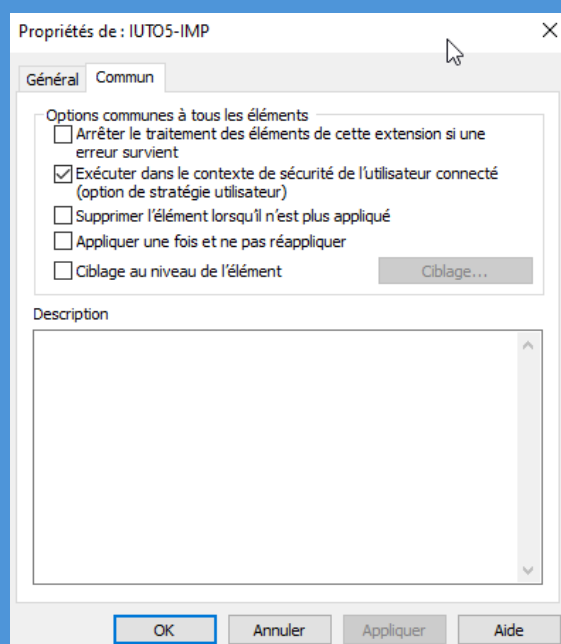 Propriétés de : IUTO5-IMP
Général
Commun
Options communes à tous les éléments
Arrêter le traitement des éléments de cette extension si une
erreur survient
Exécuter dans le contexte de sécurité de l'utilisateur connecté
(option de stratégie utilisateur)
Supprimer l'élément lorsqu'il n'est plus appliqué
Appliquer une fois et ne pas réappliquer
Ciblage au niveau de l'élément
Ciblage...
Description
OK
Annuler
Appliquer
Aide